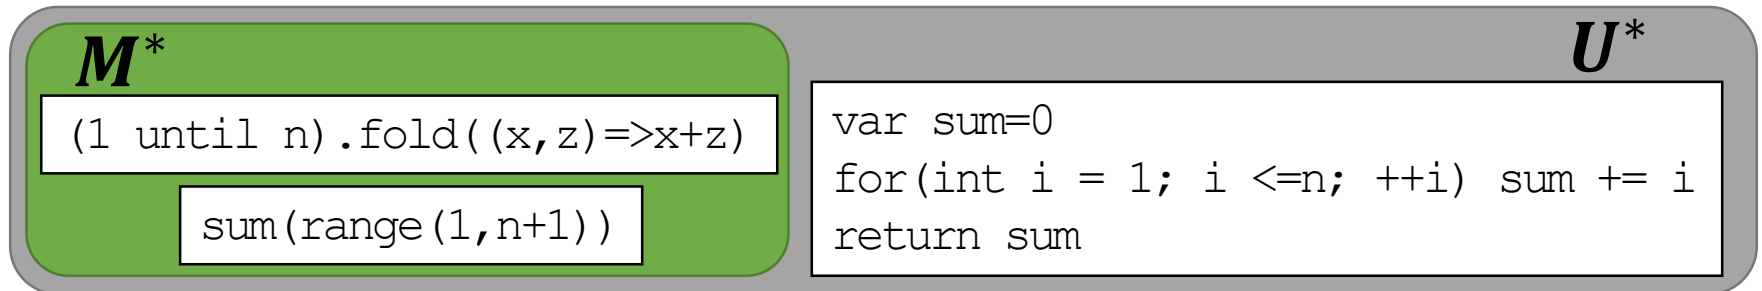 M*
(1 until n).fold((x,z)=>x+z)
sum(range(1,n+1))
U*
var sum=0
for(int i = 1; i <=n; ++i) sum += i
return sum